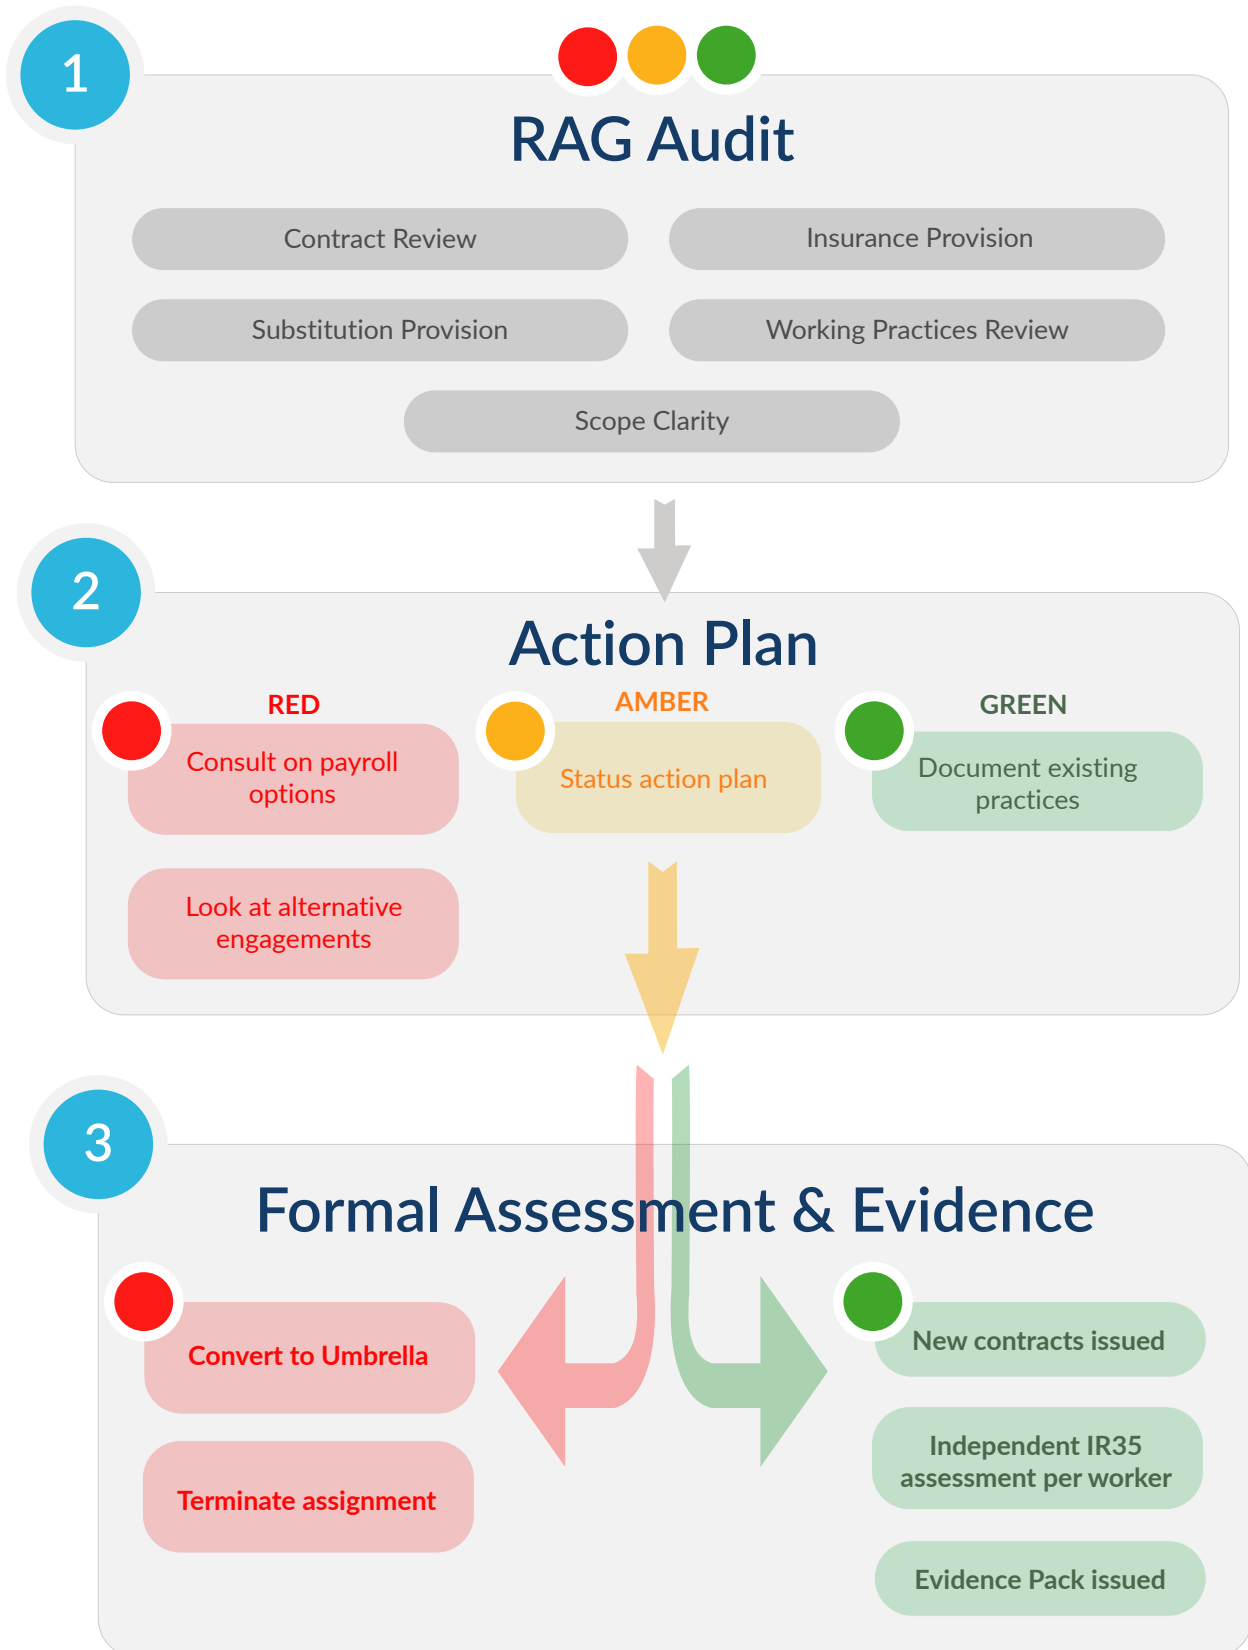 1
RAG Audit
Contract Review
Insurance Provision
Substitution Provision
Working Practices Review
Scope Clarity
2
Action Plan
RED
Consult on payroll
options
Look at alternative
engagements
AMBER
Status action plan
GREEN
Document existing
practices
3
Formal Assessment & Evidence
Convert to Umbrella
Terminate assignment
New contracts issued
Independent IR35
assessment per worker
Evidence Pack issued